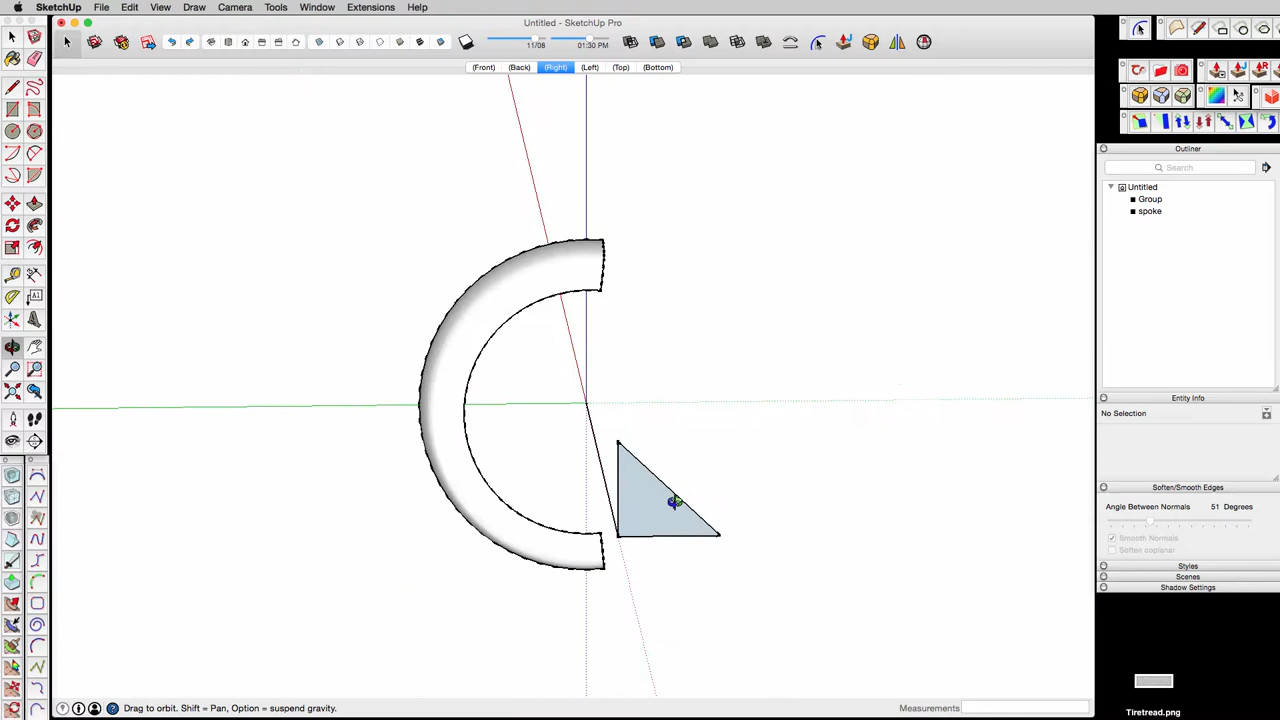 SketchUp File Edit View Draw Camera Tools Window Extensions Help
Untitled - SketchUp Pro
11/08 01:30 PM
(Front) (Back) (Right) (Left) (Top) (Bottom)
Outliner
Search
Untitled
Group
spoke
Entity Info
No Selection
Soften/Smooth Edges
Angle Between Normals 51 Degrees
Smooth Normals
Soften coplanar
Styles
Scenes
Shadow Settings
A1
Drag to orbit. Shift = Pan, Option = suspend gravity.
Measurements
Tiretread.png